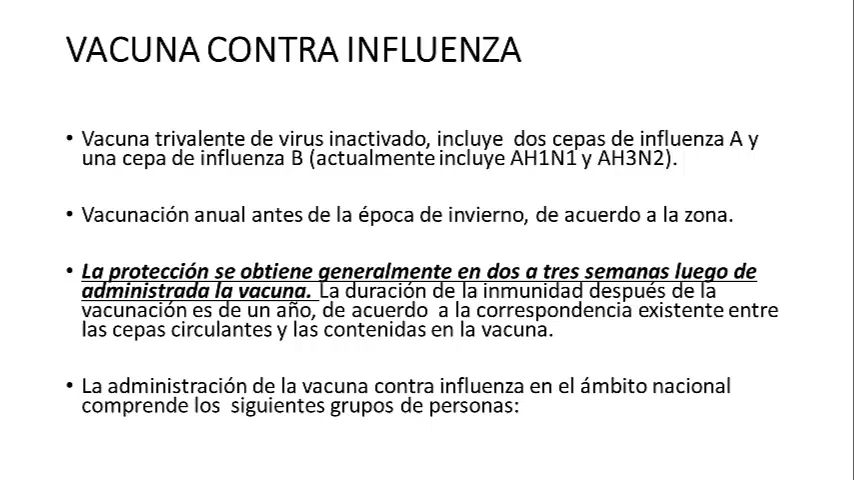 VACUNA CONTRA INFLUENZA
• Vacuna trivalente de virus inactivado, incluye dos cepas de influenza A y
una cepa de influenza B (actualmente incluye AH1N1 y AH3N2).
• Vacunación anual antes de la época de invierno, de acuerdo a la zona.
• La protección se obtiene generalmente en dos a tres semanas luego de
administrada la vacuna. La duración de la inmunidad después de la
vacunación es de un año, de acuerdo a la correspondencia existente entre
las cepas circulantes y las contenidas en la vacuna.
• La administración de la vacuna contra influenza en el ámbito nacional
comprende los siguientes grupos de personas: